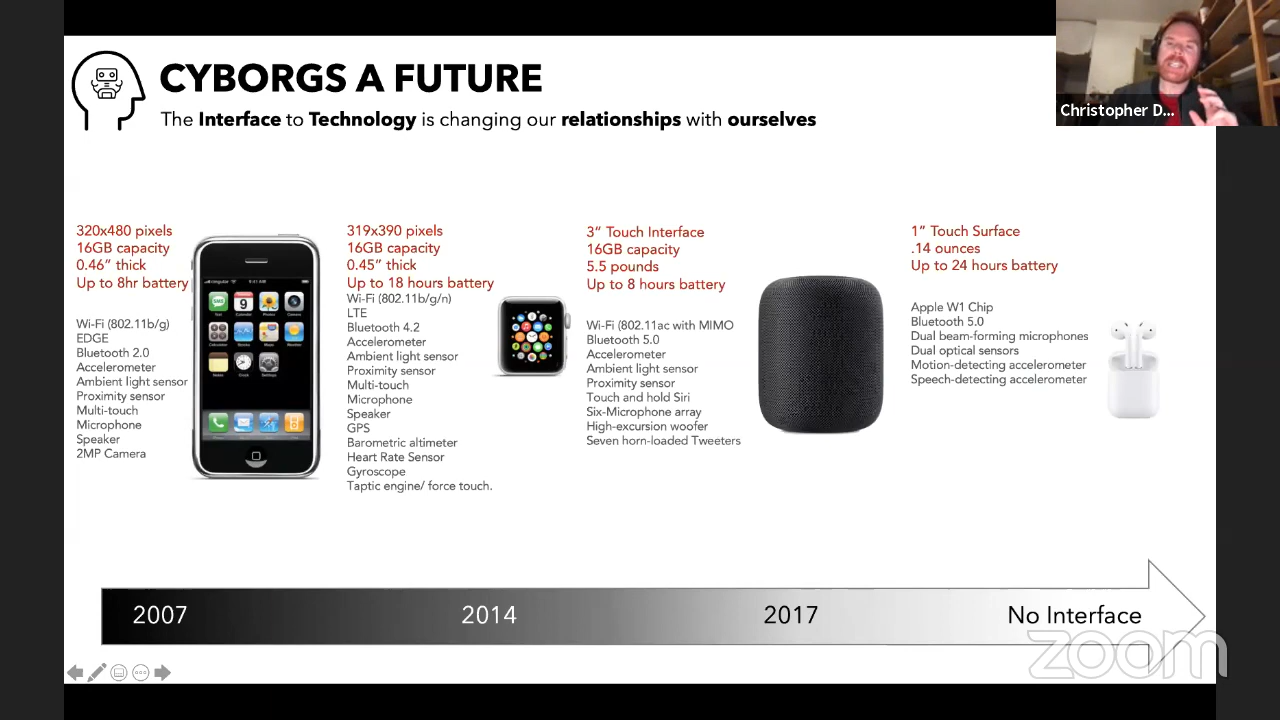 CYBORGS A FUTURE
The Interface to Technology is changing our relationships with ourselves
Christopher D...
320x480 pixels
16GB capacity
0.46” thick
Up to 8hr battery
Wi-Fi (802.11b/g)
EDGE
Bluetooth 2.0
Accelerometer
Ambient light sensor
Proximity sensor
Multi-touch
Microphone
Speaker
2MP Camera
319x390 pixels
16GB capacity
0.45” thick
Up to 18 hours battery
Wi-Fi (802.11b/g/n)
LTE
Bluetooth 4.2
Accelerometer
Ambient light sensor
Proximity sensor
Multi-touch
Microphone
Speaker
GPS
Barometric altimeter
Heart Rate Sensor
Gyroscope
Taptic engine/ force touch.
3” Touch Interface
16GB capacity
5.5 pounds
Up to 8 hours battery
Wi-Fi (802.11ac with MIMO
Bluetooth 5.0
Accelerometer
Ambient light sensor
Proximity sensor
Touch and hold Siri
Six-Microphone array
High-excursion woofer
Seven horn-loaded Tweeters
1” Touch Surface
.14 ounces
Up to 24 hours battery
Apple W1 Chip
Bluetooth 5.0
Dual beam-forming microphones
Dual optical sensors
Motion-detecting accelerometer
Speech-detecting accelerometer
2007
2014
2017
No Interface
zoom